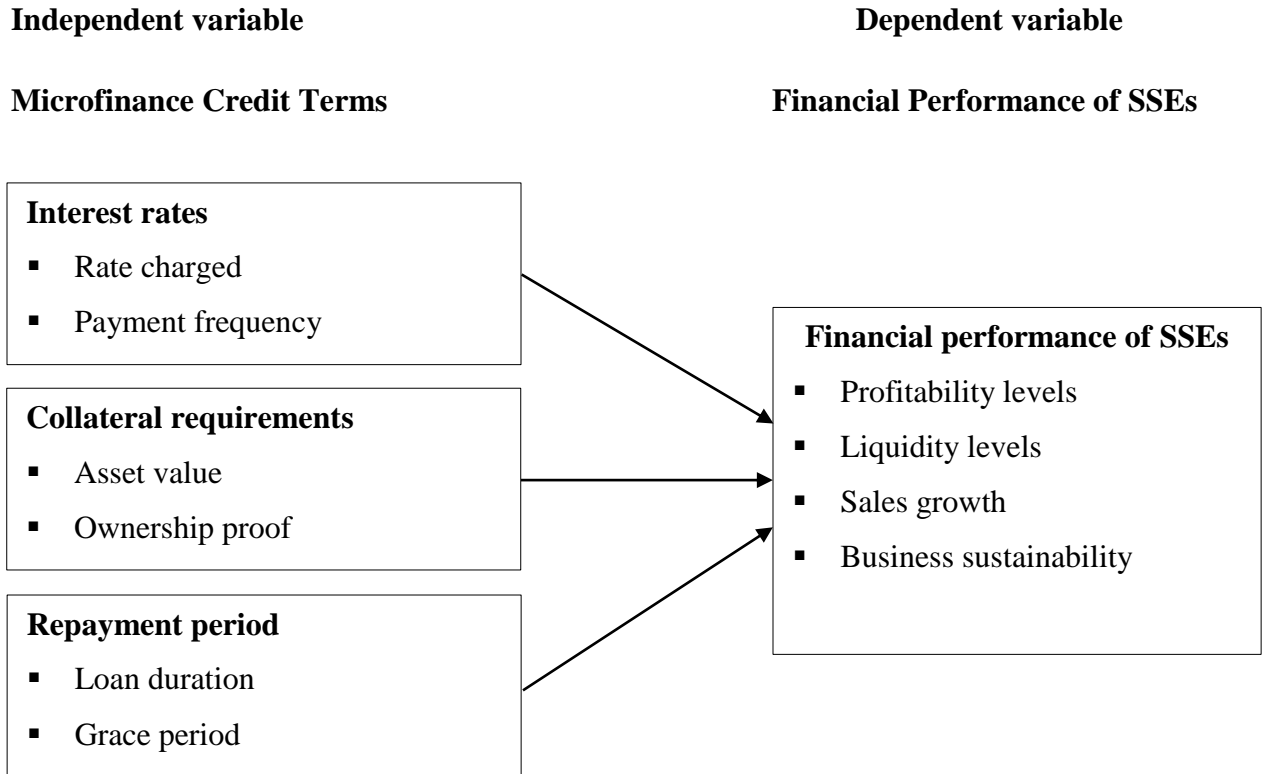 Independent variable
Dependent variable
Microfinance Credit Terms
Financial Performance of SSEs
Interest rates
▪ Rate charged
▪ Payment frequency
Collateral requirements
▪ Asset value
▪ Ownership proof
Repayment period
▪ Loan duration
▪ Grace period
Financial performance of SSEs
▪ Profitability levels
▪ Liquidity levels
▪ Sales growth
▪ Business sustainability